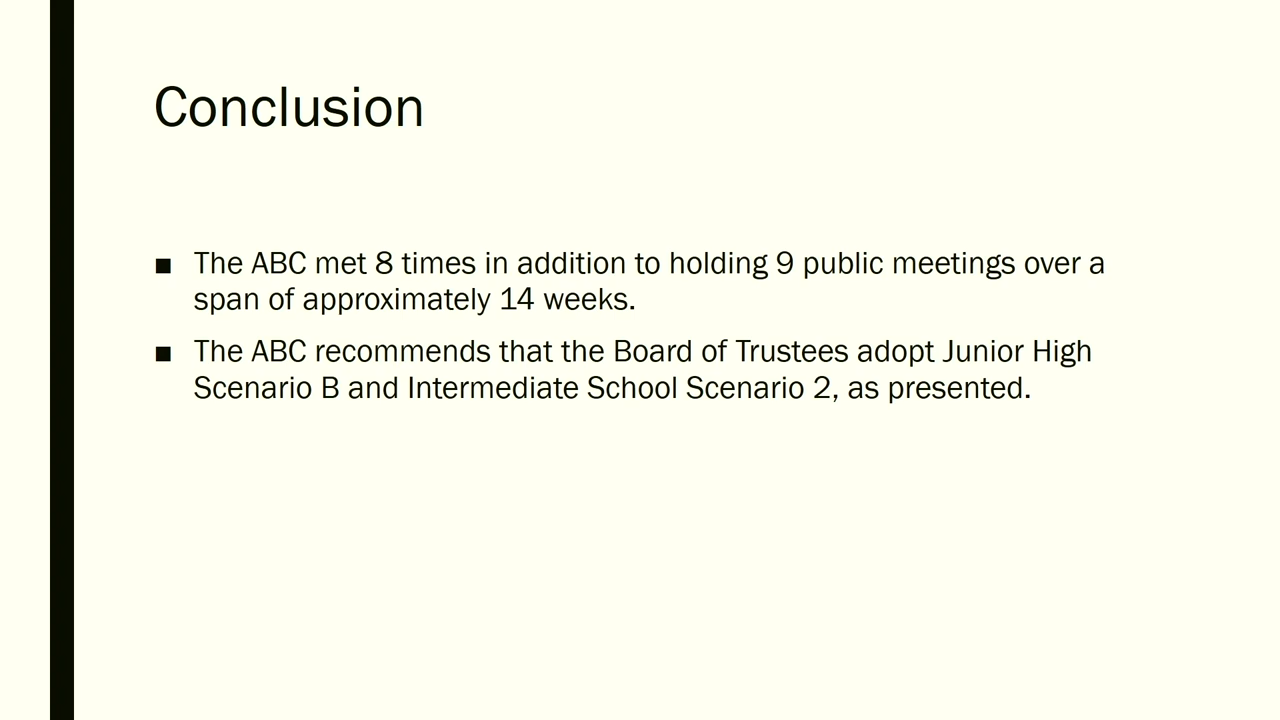 Conclusion
■ The ABC met 8 times in addition to holding 9 public meetings over a
span of approximately 14 weeks.
■ The ABC recommends that the Board of Trustees adopt Junior High
Scenario B and Intermediate School Scenario 2, as presented.